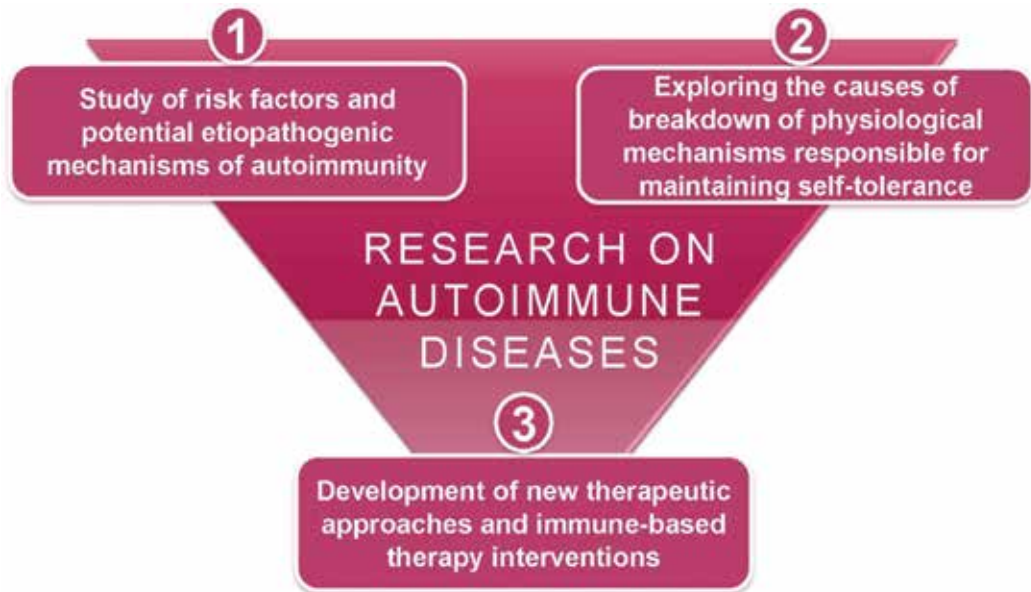 1
Study of risk factors and
potential etiopathogenic
mechanisms of autoimmunity
2
Exploring the causes of
breakdown of physiological
mechanisms responsible for
maintaining self-tolerance
RESEARCH ON
AUTOIMMUNE
DISEASES
3
Development of new therapeutic
approaches and immune-based
therapy interventions